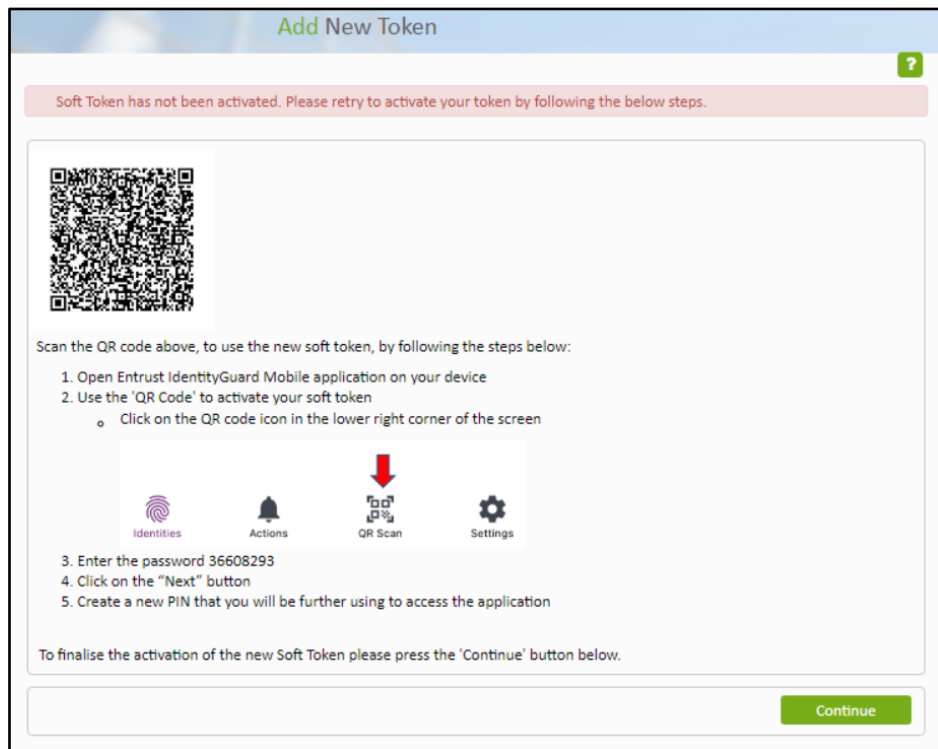 Add New Token
?
Soft Token has not been activated. Please retry to activate your token by following the below steps.
Scan the QR code above, to use the new soft token, by following the steps below:
1. Open Entrust IdentityGuard Mobile application on your device
2. Use the 'QR Code' to activate your soft token
Click on the QR code icon in the lower right corner of the screen
Identities Actions QR Scan Settings
3. Enter the password 36608293
4. Click on the “Next” button
5. Create a new PIN that you will be further using to access the application
To finalise the activation of the new Soft Token please press the 'Continue' button below.
Continue